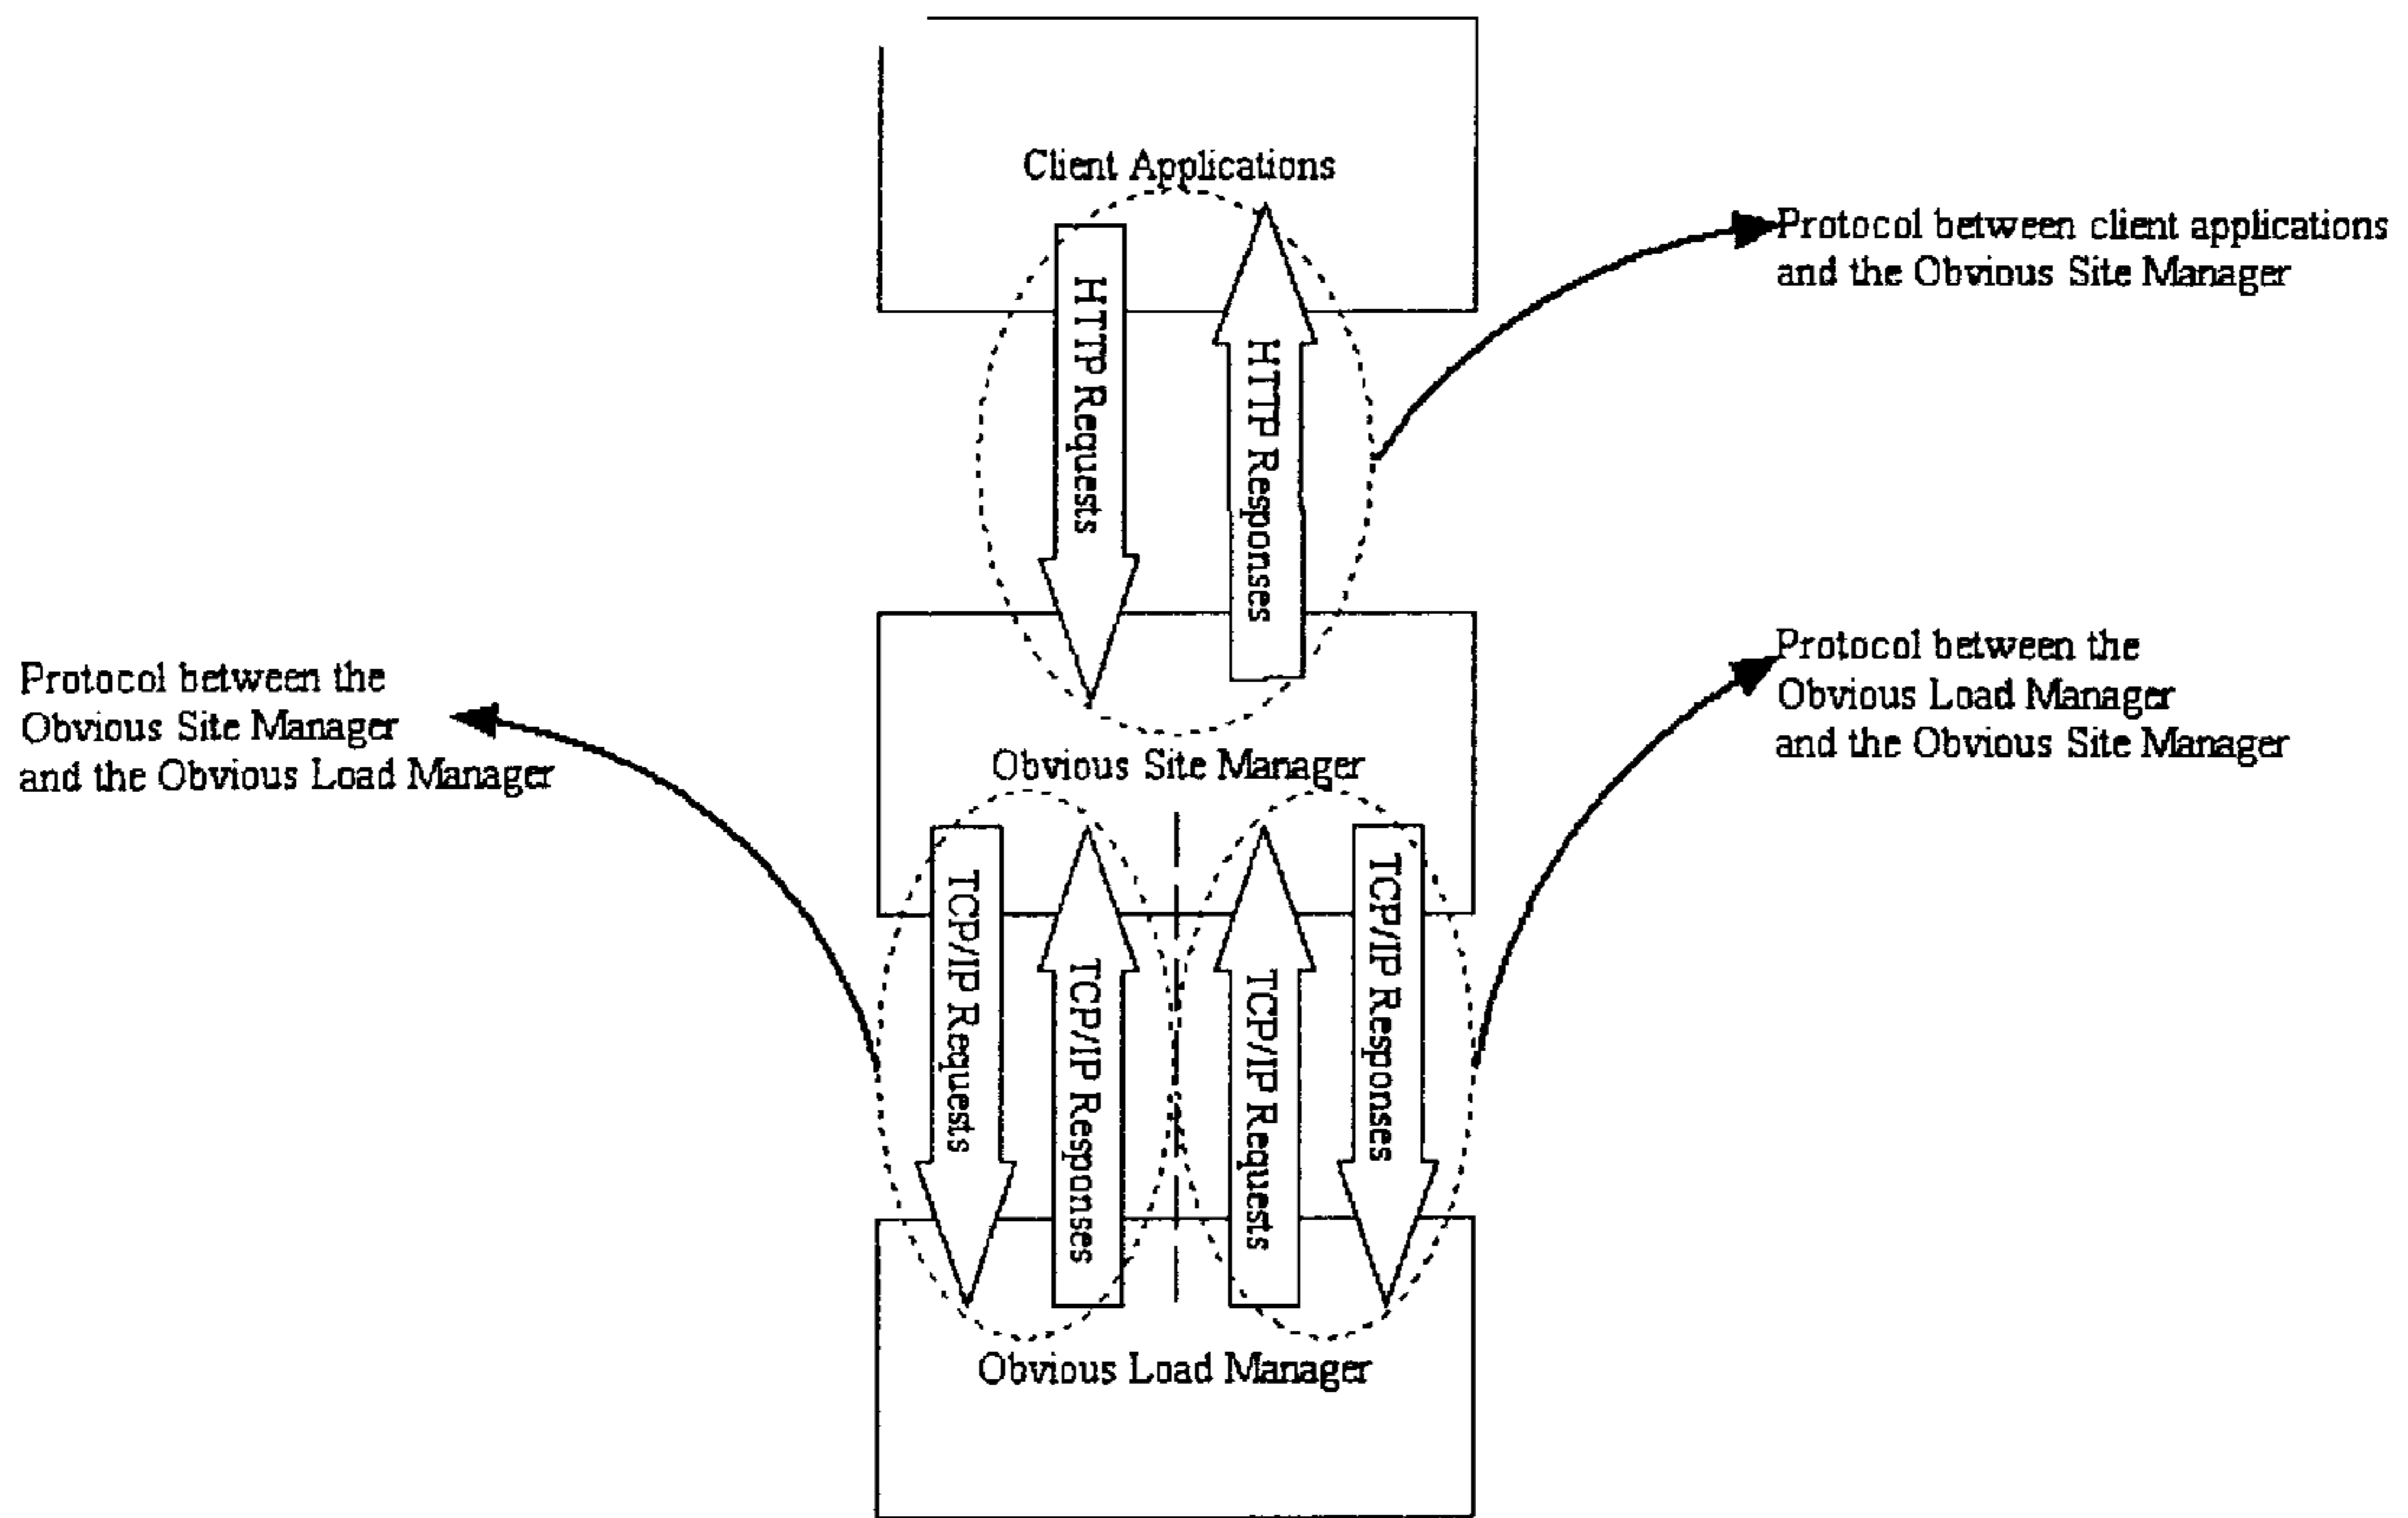 Client Applications
HTTP Requests
HTTP Responses
Protocol between client applications
and the Obvious Site Manager
Protocol between the
Obvious Site Manager
and the Obvious Load Manager
Obvious Site Manager
Protocol between the
Obvious Load Manager
and the Obvious Site Manager
TCP/IP Requests
TCP/IP Responses
TCP/IP Requests
TCP/IP Responses
Obvious Load Manager